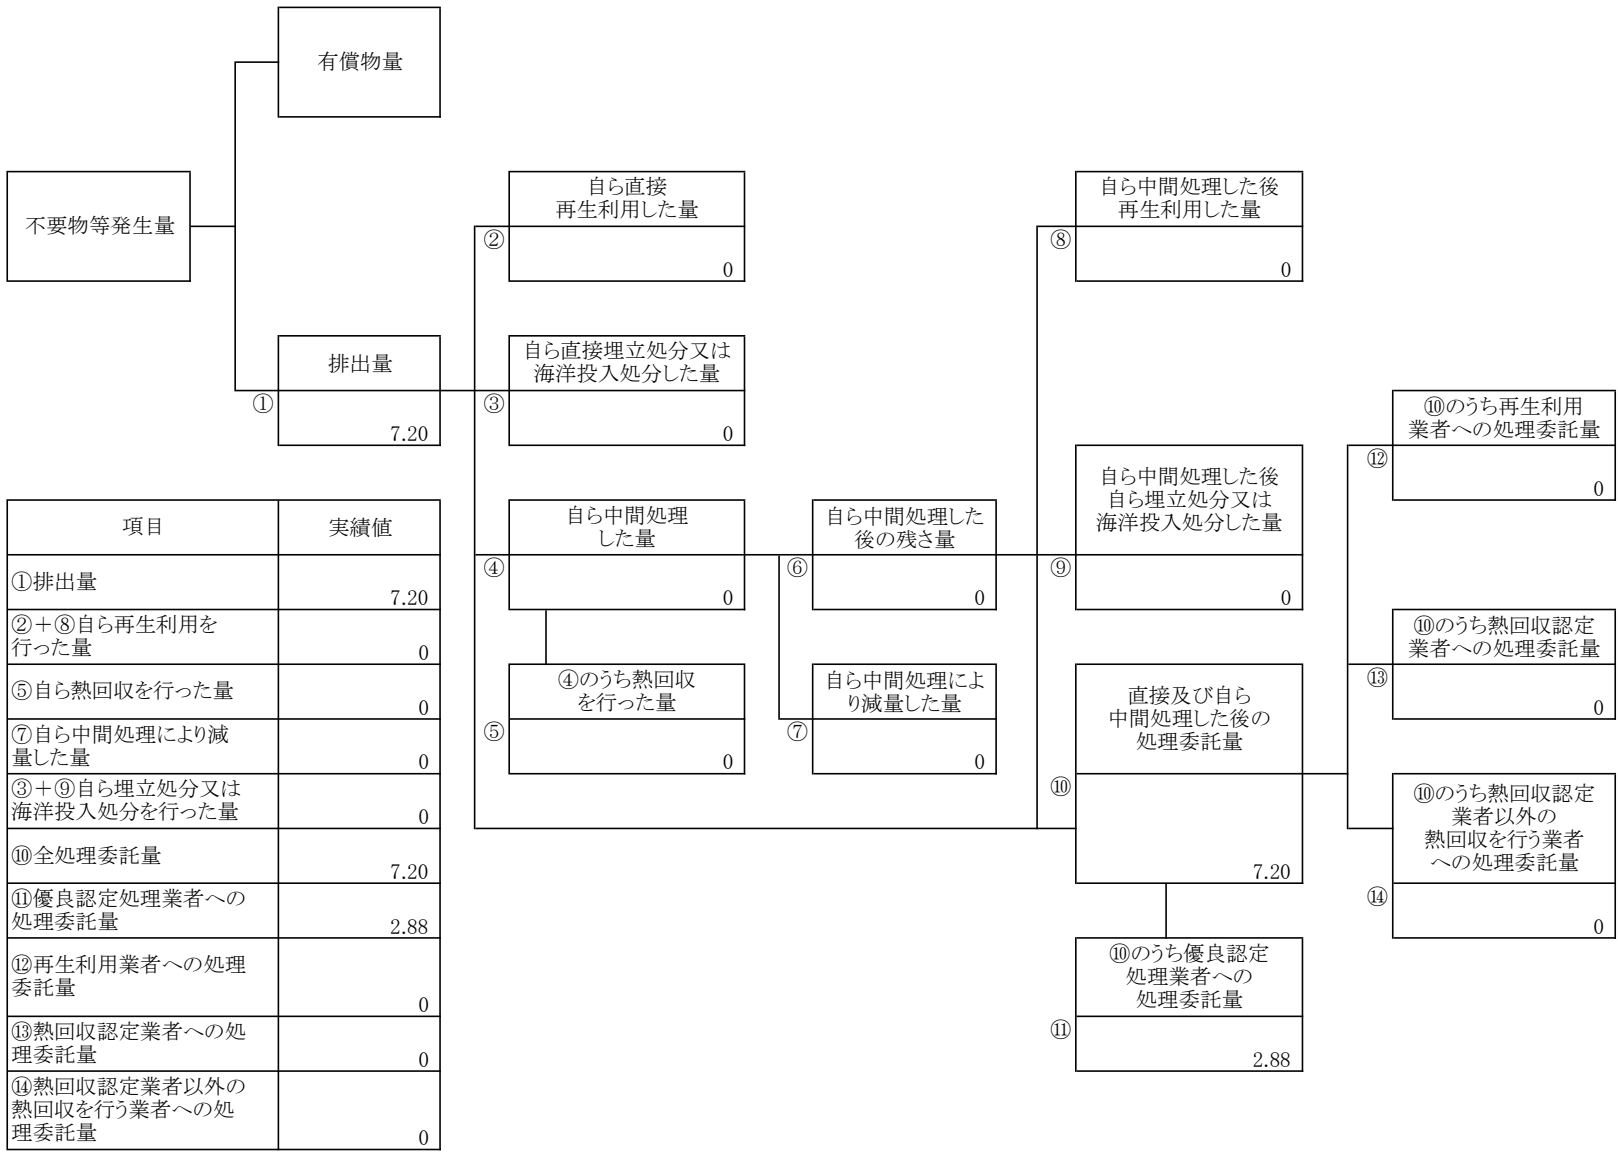 有償物量
不要物等発生量
自ら直接
再生利用した量
②
0
自ら中間処理した後
再生利用した量
⑧
0
排出量
①
7.20
自ら直接埋立処分又は
海洋投入処分した量
③
0
⑩のうち再生利用
業者への処理委託量
⑫
0
自ら中間処理
した量
④
0
自ら中間処理した
後の残さ量
⑥
0
自ら中間処理した後
自ら埋立処分又は
海洋投入処分した量
⑨
0
⑩のうち熱回収認定
業者への処理委託量
⑬
0
④のうち熱回収
を行った量
⑤
0
自ら中間処理によ
り減量した量
⑦
0
直接及び自ら
中間処理した後の
処理委託量
⑩
7.20
⑩のうち熱回収認定
業者以外の
熱回収を行う業者
への処理委託量
⑭
0
⑩のうち優良認定
処理業者への
処理委託量
⑪
2.88
項目 実績値
①排出量
7.20
②+⑧自ら再生利用を
行った量
0
⑤自ら熱回収を行った量
0
⑦自ら中間処理により減
量した量
0
③+⑨自ら埋立処分又は
海洋投入処分を行った量
0
⑩全処理委託量
7.20
⑪優良認定処理業者への
処理委託量
2.88
⑫再生利用業者への処理
委託量
0
⑬熱回収認定業者への処
理委託量
0
⑭熱回収認定業者以外の
熱回収を行う業者への処
理委託量
0